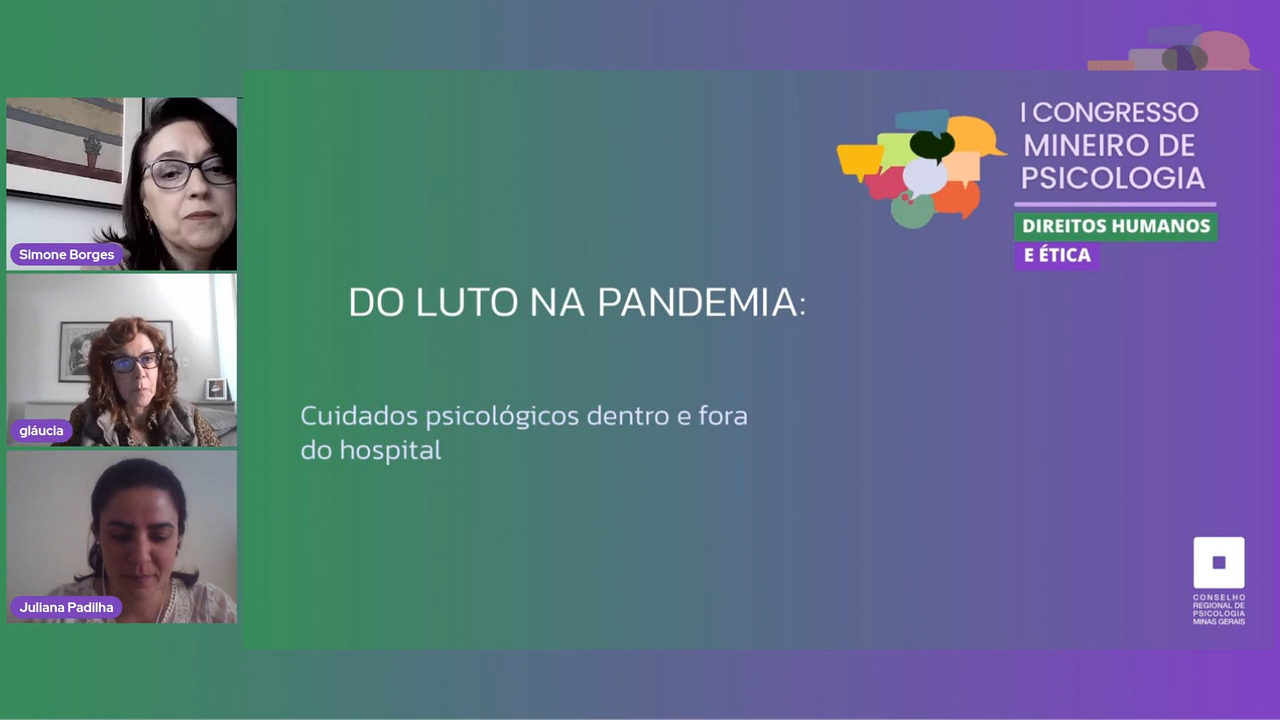 Simone Borges
gláucia
Juliana Padilha
I CONGRESSO
MINEIRO DE
PSICOLOGIA
DIREITOS HUMANOS
E ÉTICA
DO LUTO NA PANDEMIA:
Cuidados psicológicos dentro e fora
do hospital
CONSELHO
REGIONAL DE
PSICOLOGIA
MINAS GERAIS